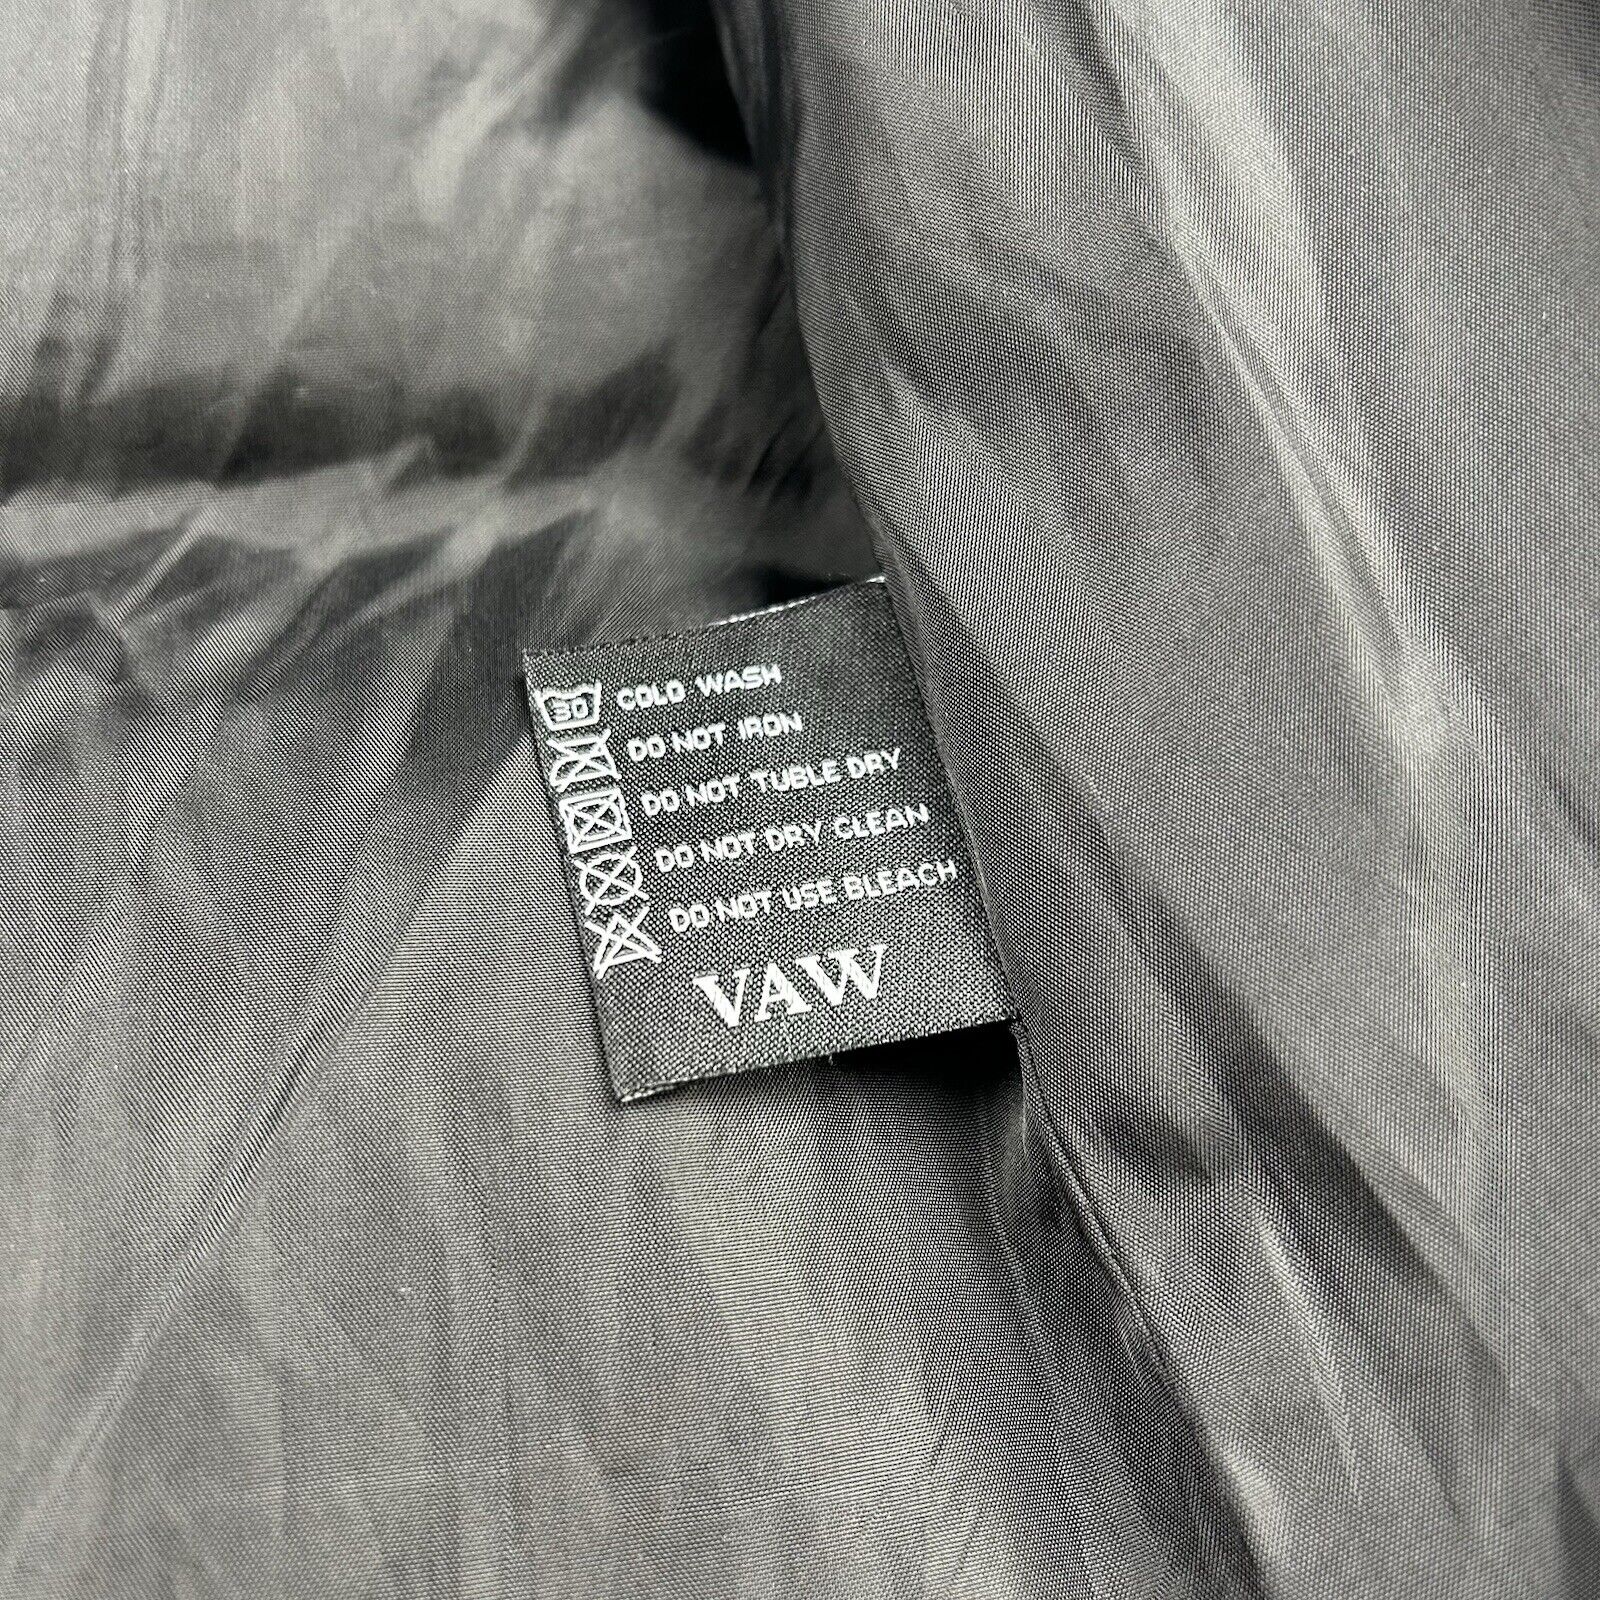 30 COLD WASH
DO NOT IRON
DO NOT TUBLE DRY
DO NOT DRY CLEAN
DO NOT USE BLEACH
VAW